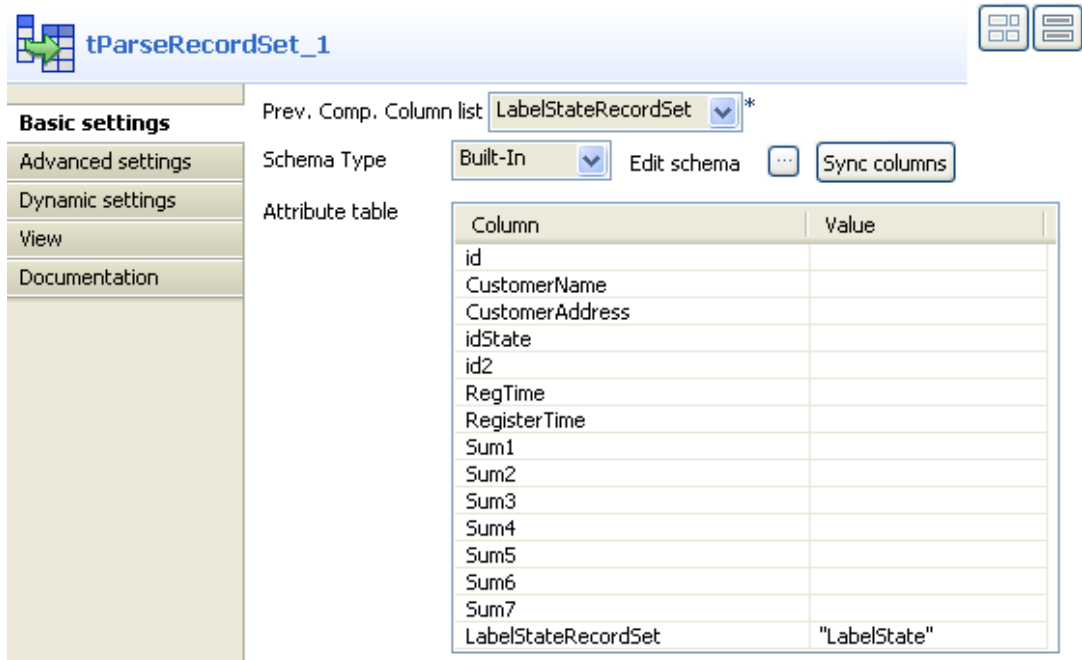 tParseRecordSet_1
Basic settings
Advanced settings
Dynamic settings
View
Documentation
Prev. Comp. Column list LabelStateRecordSet *
Schema Type Built-In Edit schema ... Sync columns
Attribute table
Column Value
id
CustomerName
CustomerAddress
idState
id2
RegTime
RegisterTime
Sum1
Sum2
Sum3
Sum4
Sum5
Sum6
Sum7
LabelStateRecordSet "LabelState"